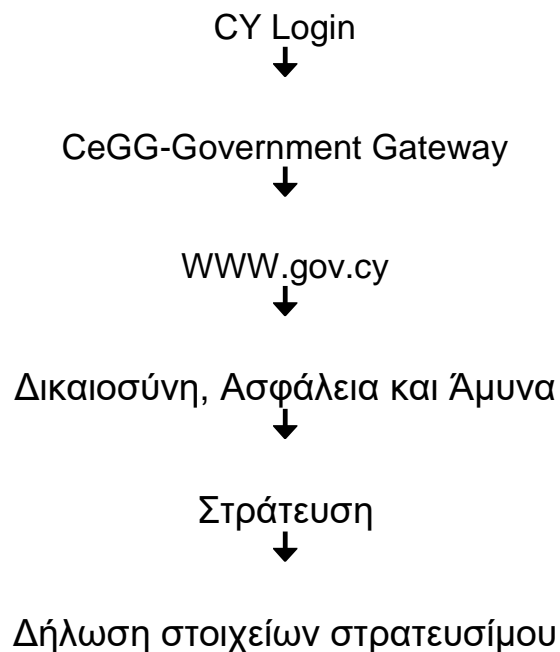 CY Login
CeGG-Government Gateway
WWW.gov.cy
Δικαιοσύνη, Ασφάλεια και Άμυνα
Στράτευση
Δήλωση στοιχείων στρατευσίμου